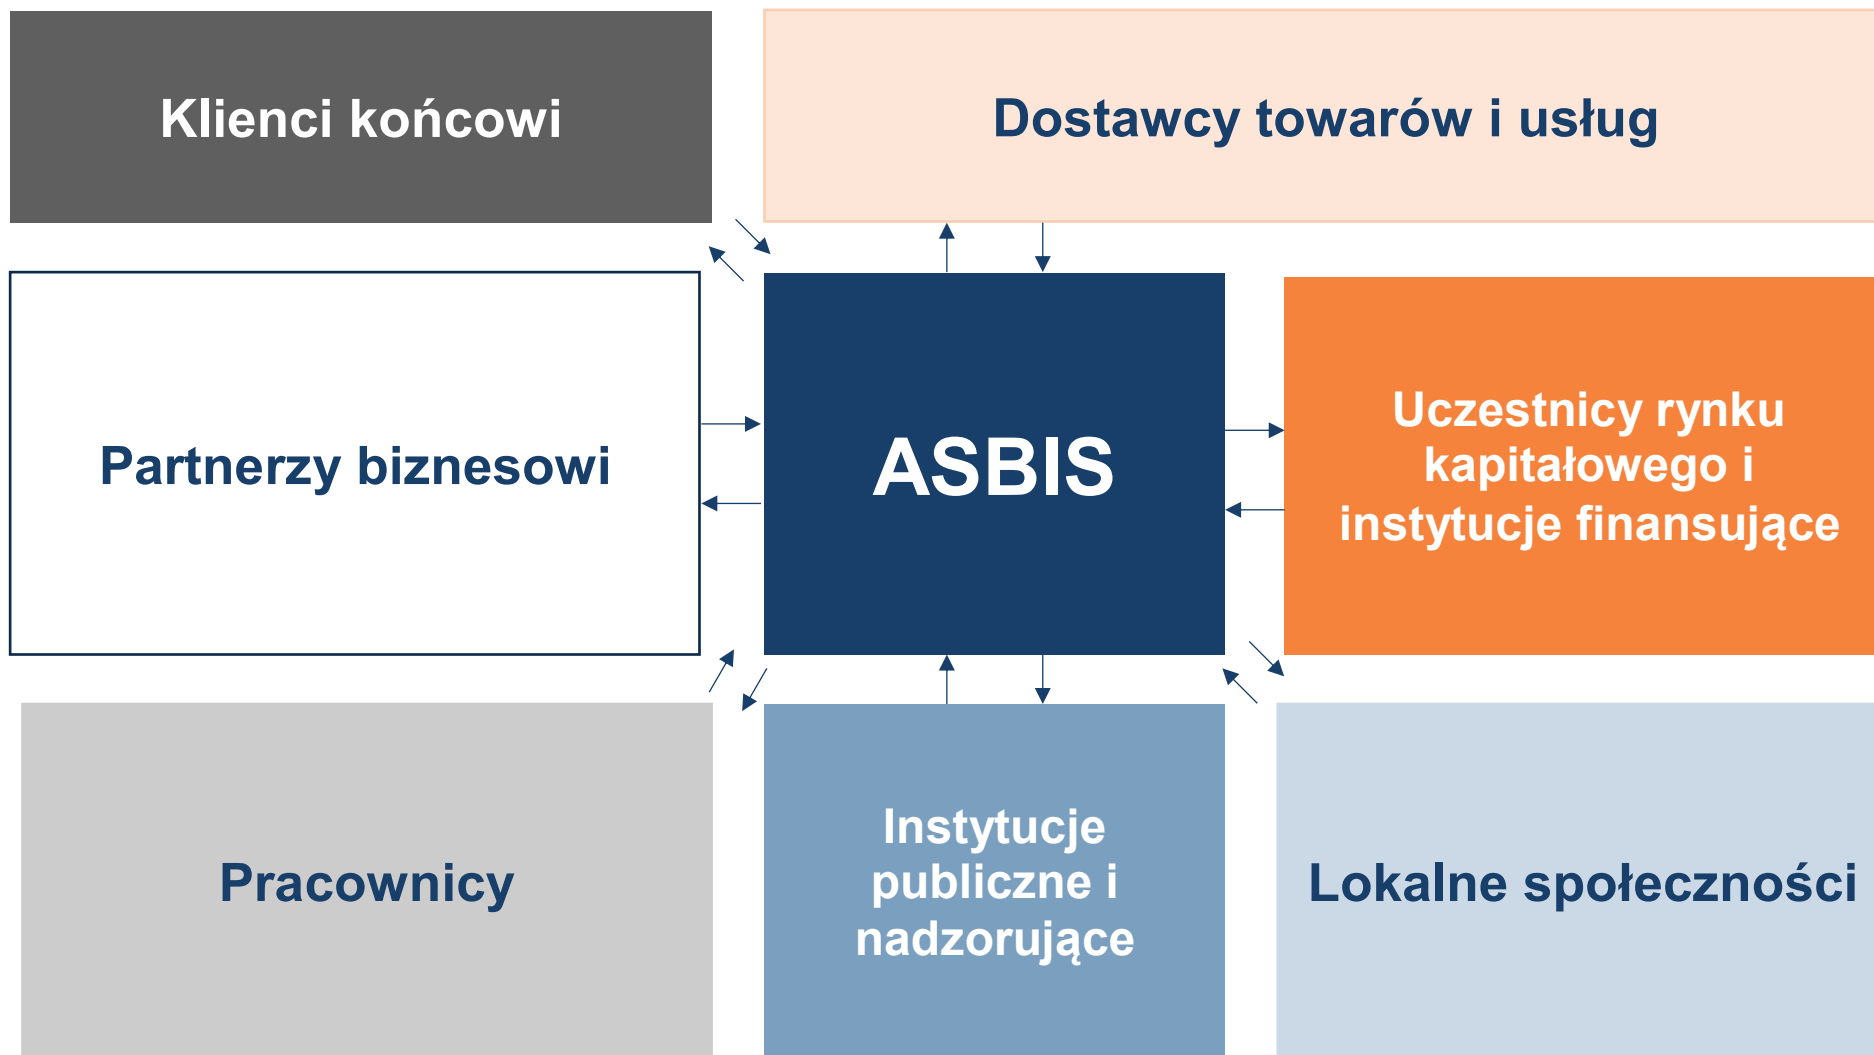 Klienci końcowi
Dostawcy towarów i usług
Partnerzy biznesowi
ASBIS
Uczestnicy rynku
kapitałowego i
instytucje finansujące
Pracownicy
Instytucje
publiczne i
nadzorujące
Lokalne społeczności